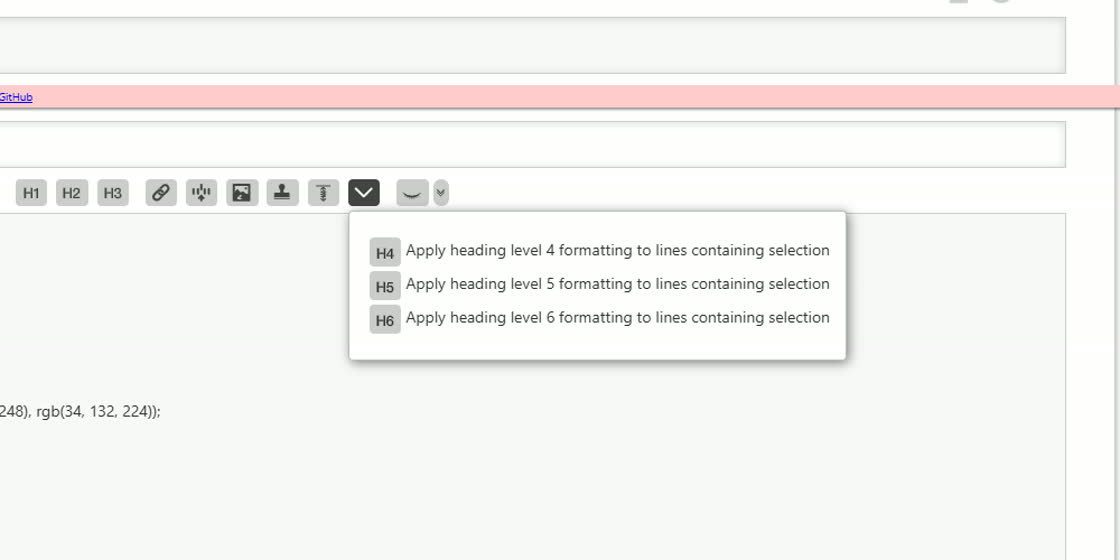 GitHub
H1 H2 H3
H4 Apply heading level 4 formatting to lines containing selection
H5 Apply heading level 5 formatting to lines containing selection
H6 Apply heading level 6 formatting to lines containing selection
248), rgb(34, 132, 224));